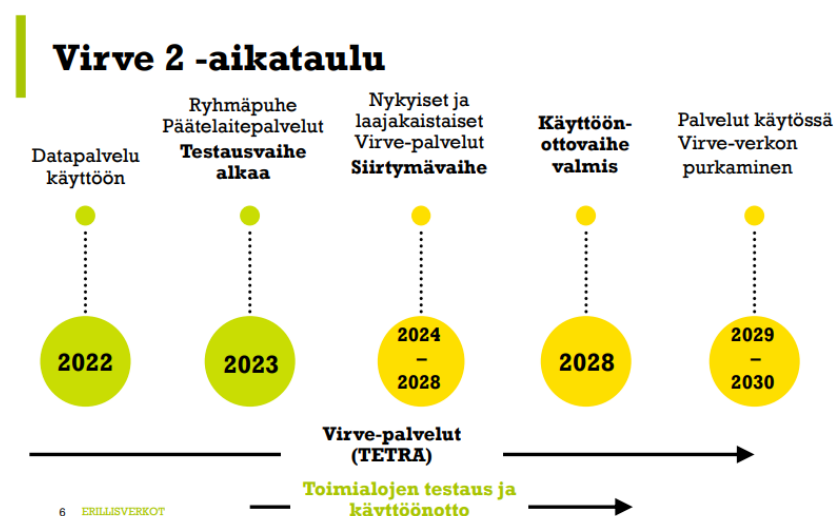 Virve 2 -aikataulu
Datapalvelu
käyttöön
Ryhmäpuhe
Päätelaitepalvelut
Testausvaihe
alkaa
Nykyiset ja
laajakaistaiset
Virve-palvelut
Siirtymävaihe
Käyttöön-
ottovaihe
valmis
Palvelut käytössä
Virve-verkon
purkaminen
2022
2023
2024
–
2028
2028
2029
–
2030
Virve-palvelut
(TETRA)
Toimialojen testaus ja
käyttöönotto
6 ERILLISVERKOT